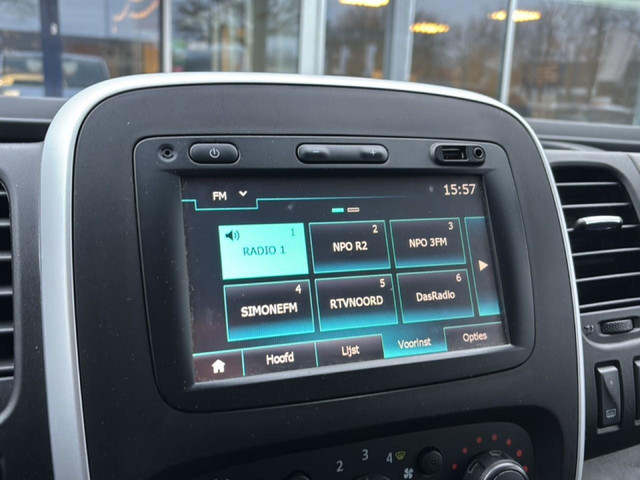 FM 15:57
1 2 3
RADIO 1 NPO R2 NPO 3FM
4 5 6
SIMONEFM RTVNOORD DasRadio
Hoofd Lijst Voorinst Opties
2 3 4